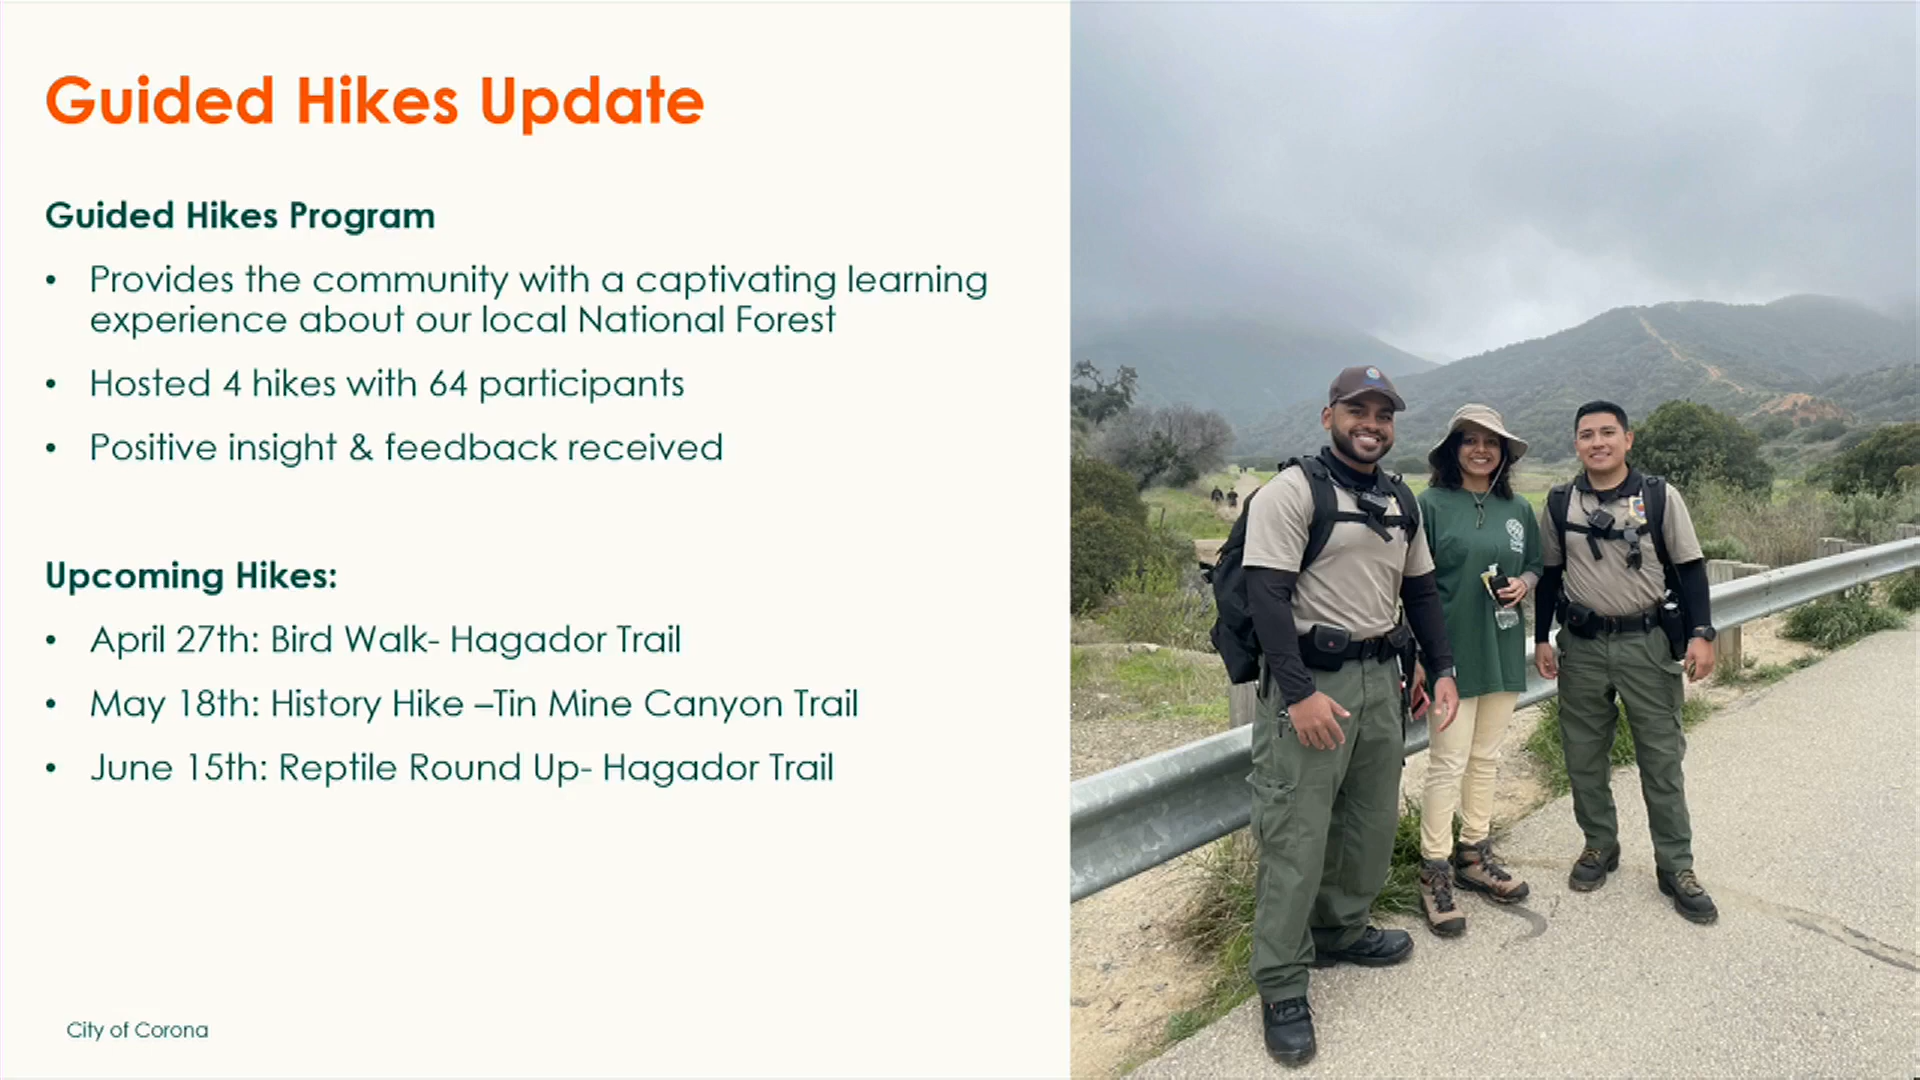 Guided Hikes Update
Guided Hikes Program
• Provides the community with a captivating learning
experience about our local National Forest
• Hosted 4 hikes with 64 participants
• Positive insight & feedback received
Upcoming Hikes:
• April 27th: Bird Walk- Hagador Trail
• May 18th: History Hike –Tin Mine Canyon Trail
• June 15th: Reptile Round Up- Hagador Trail
City of Corona